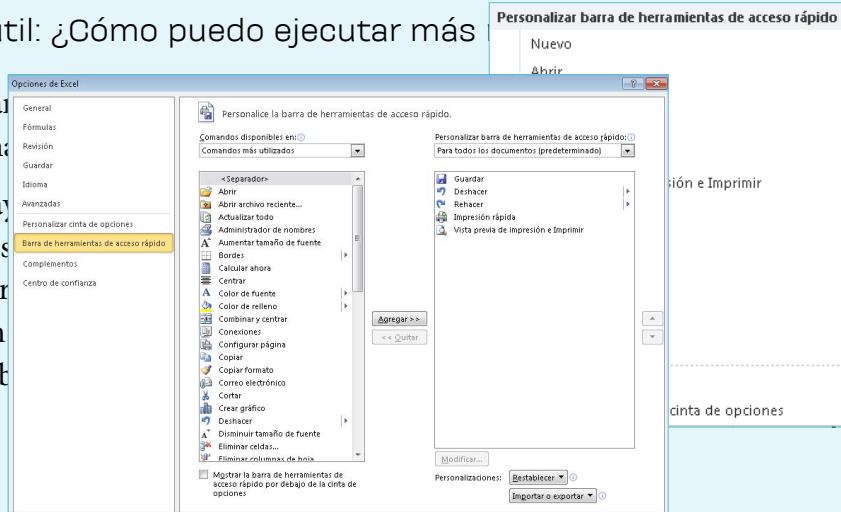 útil: ¿Cómo puedo ejecutar más
Personalizar barra de herramientas de acceso rápido
Nuevo
Abrir
sión e Imprimir
cinta de opciones
Opciones de Excel
General
Fórmulas
Revisión
Guardar
Idioma
Avanzadas
Personalizar cinta de opciones
Barra de herramientas de acceso rápido
Complementos
Centro de confianza
Personalice la barra de herramientas de acceso rápido.
Comandos disponibles en:
Comandos más utilizados
<Separador>
Abrir
Abrir archivo reciente...
Actualizar todo
Administrador de nombres
Aumentar tamaño de fuente
Bordes
Calcular ahora
Centrar
Color de fuente
Color de relleno
Combinar y centrar
Conexiones
Configurar página
Copiar
Copiar formato
Correo electrónico
Cortar
Crear gráfico
Deshacer
Disminuir tamaño de fuente
Eliminar celdas...
Eliminar columnas de hoja
Mostrar la barra de herramientas de
acceso rápido por debajo de la cinta de
opciones
Agregar >>
<< Quitar
Personalizar barra de herramientas de acceso rápido:
Para todos los documentos (predeterminado)
Guardar
Deshacer
Rehacer
Impresión rápida
Vista previa de impresión e Imprimir
Modificar...
Personalizaciones: Restablecer
Importar o exportar